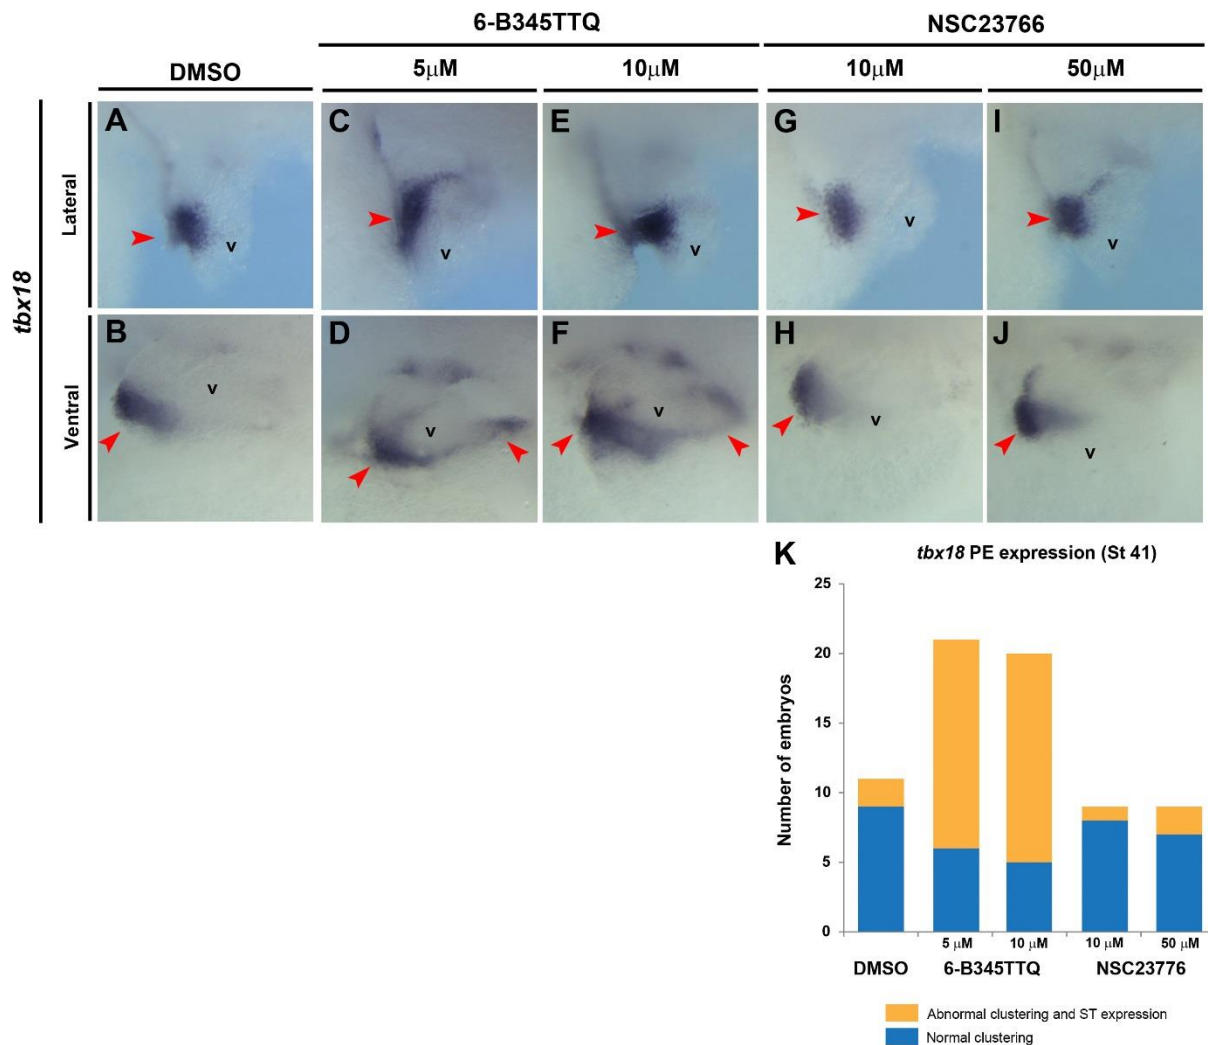 6-B345TTQ NSC23766
DMSO 5μM 10μM 10μM 50μM
tbx18
Lateral
A C E G I
v v v v v
Ventral
B D F H J
v v v v v
K tbx18 PE expression (St 41)
Number of embryos
25
20
15
10
5
0
5 μM 10 μM 10 μM 50 μM
DMSO 6-B345TTQ NSC23776
Abnormal clustering and ST expression
Normal clustering